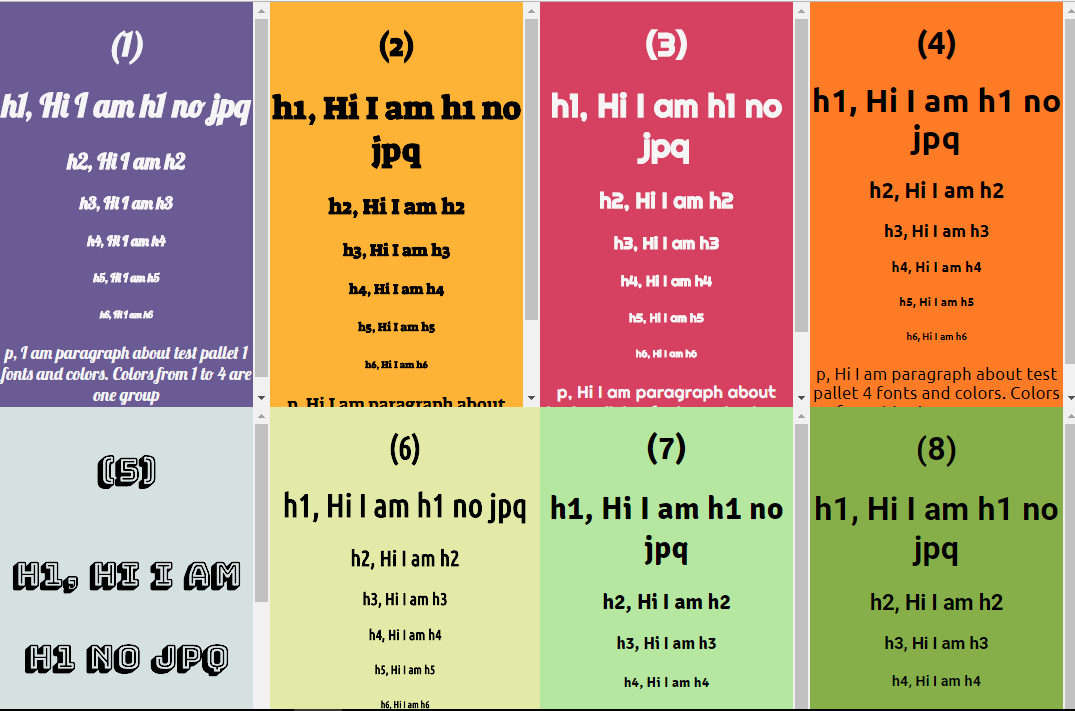 (1)
h1, Hi I am h1 no jpq
h2, Hi I am h2
h3, Hi I am h3
h4, Hi I am h4
h5, Hi I am h5
h6, Hi I am h6
p, I am paragraph about test pallet 1
fonts and colors. Colors from 1 to 4 are
one group
(2)
h1, Hi I am h1 no
jpq
h2, Hi I am h2
h3, Hi I am h3
h4, Hi I am h4
h5, Hi I am h5
h6, Hi I am h6
p, Hi I am paragraph about
(3)
h1, Hi I am h1 no
jpq
h2, Hi I am h2
h3, Hi I am h3
h4, Hi I am h4
h5, Hi I am h5
h6, Hi I am h6
p, Hi I am paragraph about
(4)
h1, Hi I am h1 no
jpq
h2, Hi I am h2
h3, Hi I am h3
h4, Hi I am h4
h5, Hi I am h5
h6, Hi I am h6
p, Hi I am paragraph about test
pallet 4 fonts and colors. Colors
(5)
H1, HI I AM
H1 NO JPQ
(6)
h1, Hi I am h1 no jpq
h2, Hi I am h2
h3, Hi I am h3
h4, Hi I am h4
h5, Hi I am h5
h6, Hi I am h6
(7)
h1, Hi I am h1 no
jpq
h2, Hi I am h2
h3, Hi I am h3
h4, Hi I am h4
(8)
h1, Hi I am h1 no
jpq
h2, Hi I am h2
h3, Hi I am h3
h4, Hi I am h4